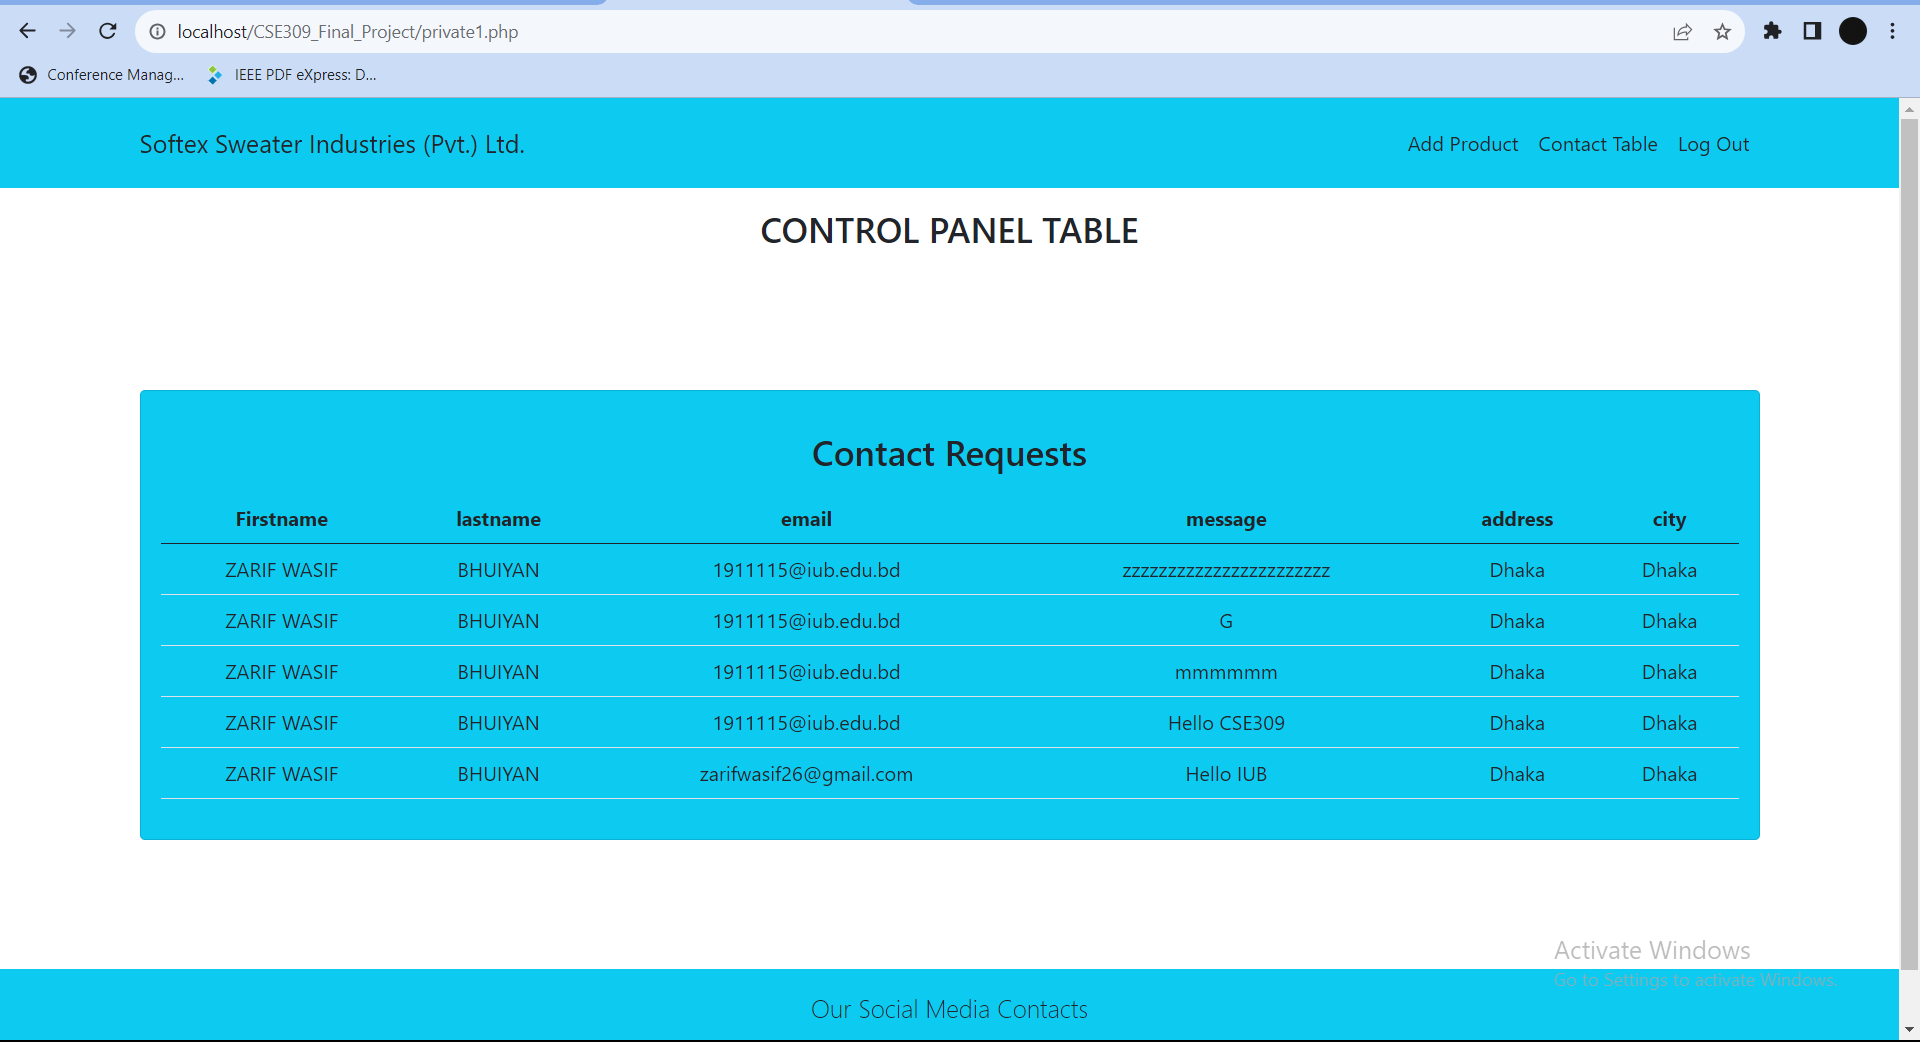 localhost/CSE309_Final_Project/private1.php
Conference Manag... IEEE PDF eXpress: D...
Softex Sweater Industries (Pvt.) Ltd. Add Product Contact Table Log Out
CONTROL PANEL TABLE
Contact Requests
Firstname lastname email message address city
ZARIF WASIF BHUIYAN 1911115@iub.edu.bd zzzzzzzzzzzzzzzzzzzzzzz Dhaka Dhaka
ZARIF WASIF BHUIYAN 1911115@iub.edu.bd G Dhaka Dhaka
ZARIF WASIF BHUIYAN 1911115@iub.edu.bd mmmmmm Dhaka Dhaka
ZARIF WASIF BHUIYAN 1911115@iub.edu.bd Hello CSE309 Dhaka Dhaka
ZARIF WASIF BHUIYAN zarifwasif26@gmail.com Hello IUB Dhaka Dhaka
Activate Windows
Go to Settings to activate Windows.
Our Social Media Contacts